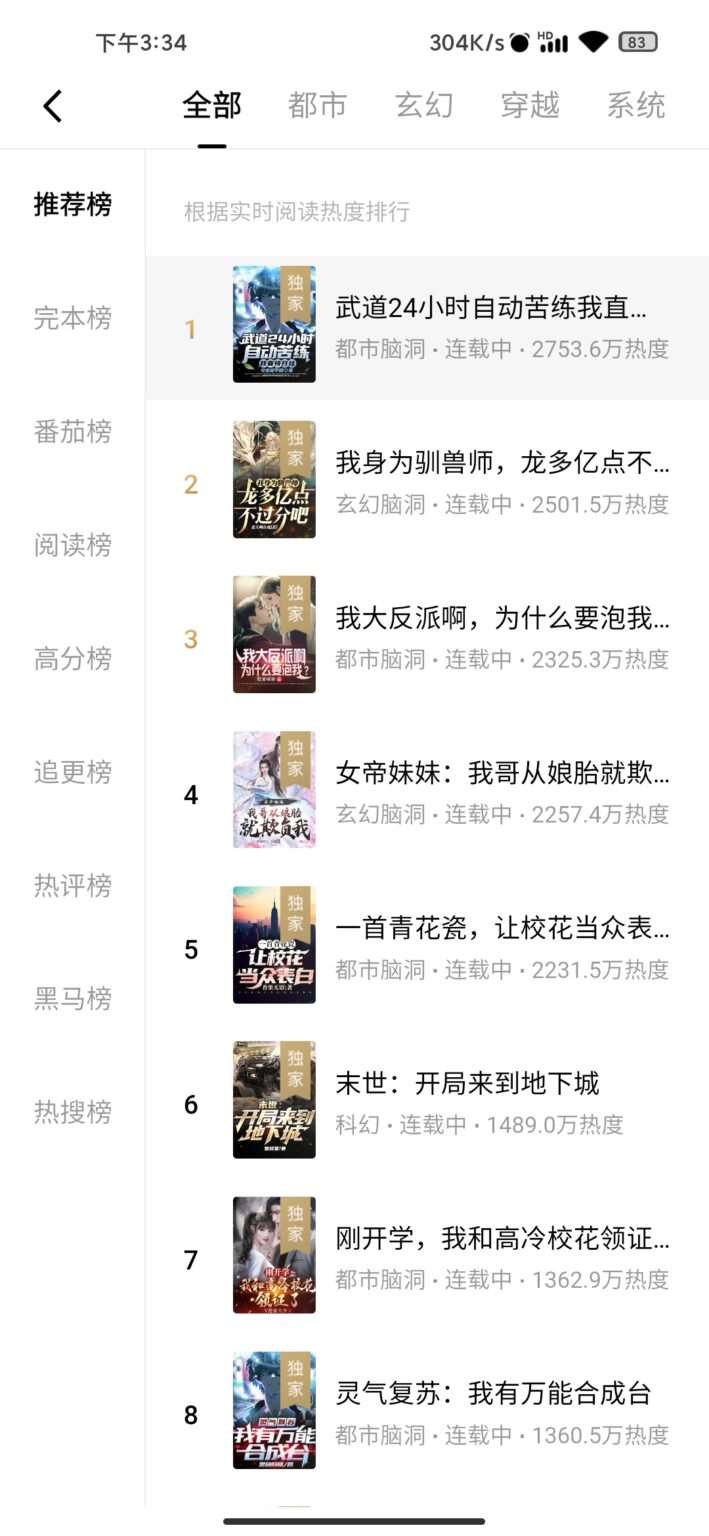 下午3:34
304K/s HD 83
全部 都市 玄幻 穿越 系统
推荐榜
完本榜
番茄榜
阅读榜
高分榜
追更榜
热评榜
黑马榜
热搜榜
根据实时阅读热度排行
1
独家
武道24小时
自动苦练
武道24小时自动苦练我直...
都市脑洞·连载中·2753.6万热度
2
独家
我身为驯兽师
龙多亿点
不过分吧
我身为驯兽师，龙多亿点不...
玄幻脑洞·连载中·2501.5万热度
3
独家
我大反派啊
为什么要泡我?
我大反派啊，为什么要泡我...
都市脑洞·连载中·2325.3万热度
4
独家
我哥从娘胎
就欺负我
女帝妹妹：我哥从娘胎就欺...
玄幻脑洞·连载中·2257.4万热度
5
独家
一首青花瓷
让校花
当众表白
一首青花瓷，让校花当众表...
都市脑洞·连载中·2231.5万热度
6
独家
末世:
开局来到
地下城
末世：开局来到地下城
科幻·连载中·1489.0万热度
7
独家
刚开学
我和高冷校花
领证了
刚开学，我和高冷校花领证...
都市脑洞·连载中·1362.9万热度
8
独家
灵气复苏
我有万能
合成台
灵气复苏：我有万能合成台
都市脑洞·连载中·1360.5万热度